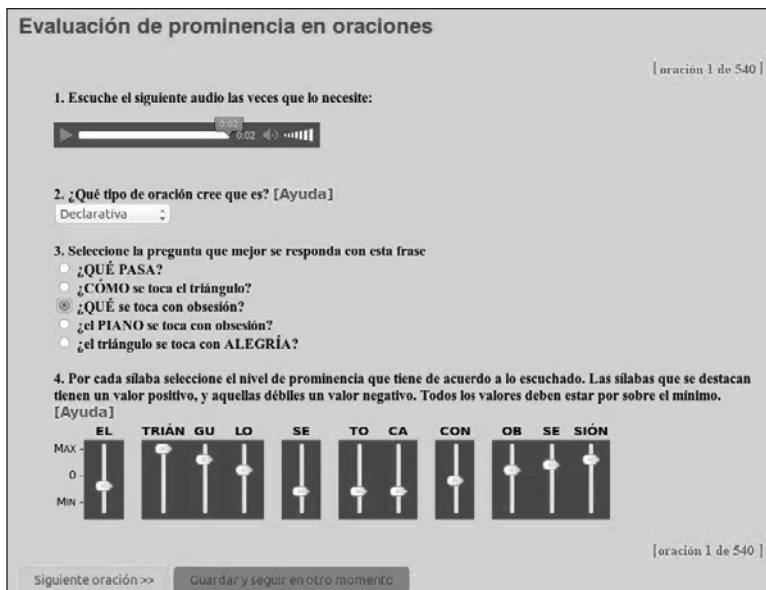 Evaluación de prominencia en oraciones
[ oración 1 de 540 ]
1. Escuche el siguiente audio las veces que lo necesite:
0:02
0:02
2. ¿Qué tipo de oración cree que es? [Ayuda]
Declarativa
3. Seleccione la pregunta que mejor se responda con esta frase
¿QUÉ PASA?
¿CÓMO se toca el triángulo?
¿QUÉ se toca con obsesión?
¿el PIANO se toca con obsesión?
¿el triángulo se toca con ALEGRÍA?
4. Por cada sílaba seleccione el nivel de prominencia que tiene de acuerdo a lo escuchado. Las sílabas que se destacan
tienen un valor positivo, y aquellas débiles un valor negativo. Todos los valores deben estar por sobre el mínimo.
[Ayuda]
EL TRIÁN GU LO SE TO CA CON OB SE SIÓN
MAX -
0 -
MIN -
[oración 1 de 540 ]
Siguiente oración >> Guardar y seguir en otro momento